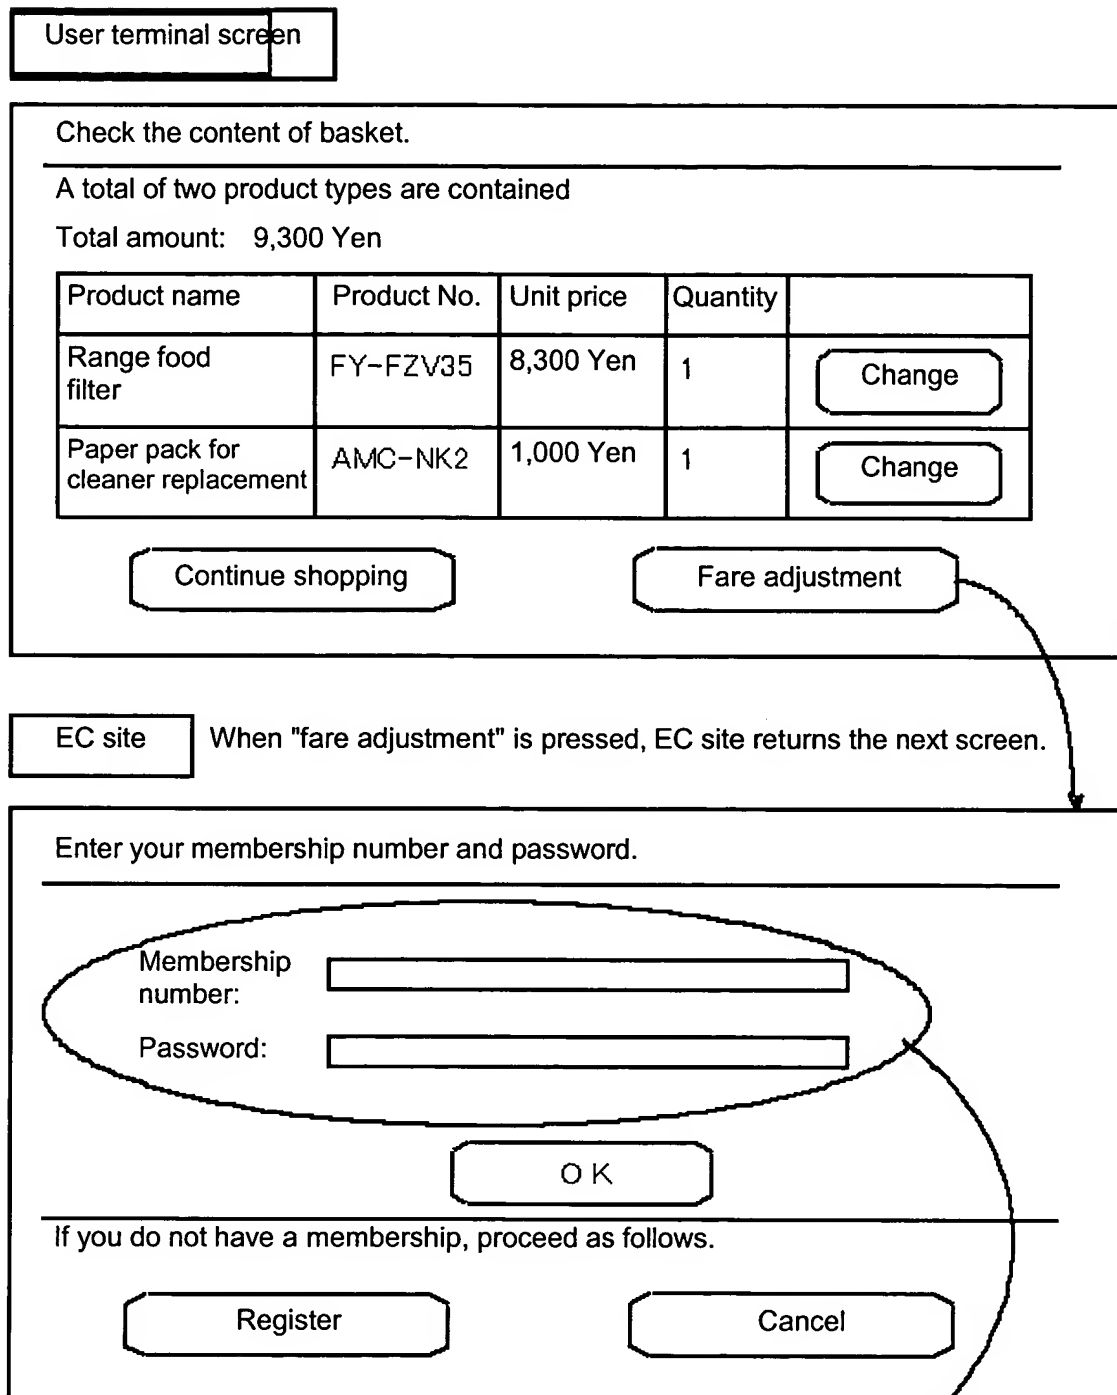 User terminal screen
Check the content of basket.
A total of two product types are contained
Total amount: 9,300 Yen
Product name Product No. Unit price Quantity
Range food
filter
FY-FZV35 8,300 Yen 1 Change
Paper pack for
cleaner replacement
AMC-NK2 1,000 Yen 1 Change
Continue shopping Fare adjustment
EC site When "fare adjustment" is pressed, EC site returns the next screen.
Enter your membership number and password.
Membership
number:
Password:
OK
If you do not have a membership, proceed as follows.
Register Cancel